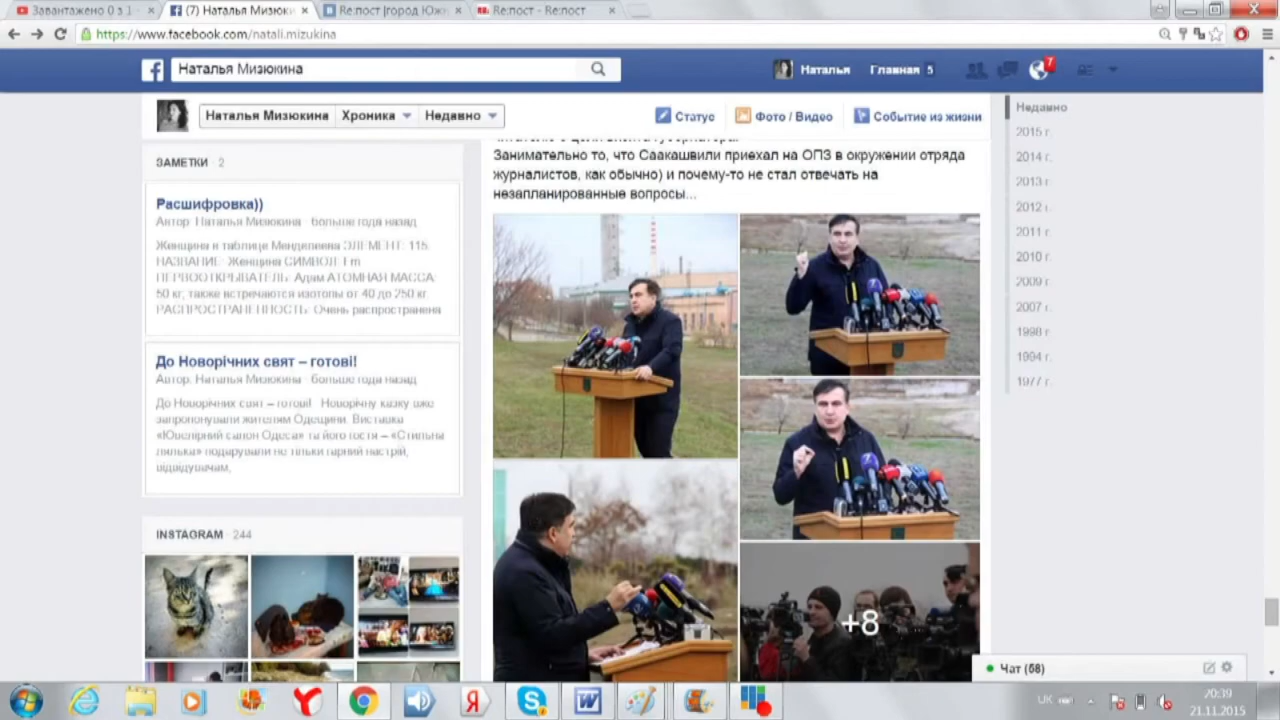 Завантажено 0 з 1
(7) Наталья Мизюкина
Re:пост |город Южн
Re:пост - Re:пост
https://www.facebook.com/natali.mizukina
Наталья Мизюкина
Наталья
Главная 5
7
Наталья Мизюкина
Хроника
Недавно
Статус
Фото / Видео
Событие из жизни
ЗАМЕТКИ · 2
Расшифровка))
Автор: Наталья Мизюкина · больше года назад
Женщина в таблице Менделеева ЭЛЕМЕНТ: 115.
НАЗВАНИЕ: Женщина СИМВОЛ:
ПЕРВООТКРЫВАТЕЛЬ: Адам АТОМНАЯ МАССА:
50 кг, также встречаются изотопы от 40 до 250 кг.
РАСПРОСТРАНЕННОСТЬ: Очень распространена
До Новорічних свят – готові!
Автор: Наталья Мизюкина · больше года назад
До Новорічних свят – готові! Новорічну казку вже
запропонували жителям Одещини. Виставка
«Ювелірний салон Одеса» та його гостя – «Стильна
лялька» подарували не тільки гарний настрій,
відвідувачам,
INSTAGRAM · 244
Занимательно то, что Саакашвили приехал на ОПЗ в окружении отряда
журналистов, как обычно) и почему-то не стал отвечать на
незапланированные вопросы...
+8
Недавно
2015 г.
2014 г.
2013 г.
2012 г.
2011 г.
2010 г.
2009 г.
2007 г.
1998 г.
1994 г.
1977 г.
Чат (68)
UK
20:39
21.11.2015